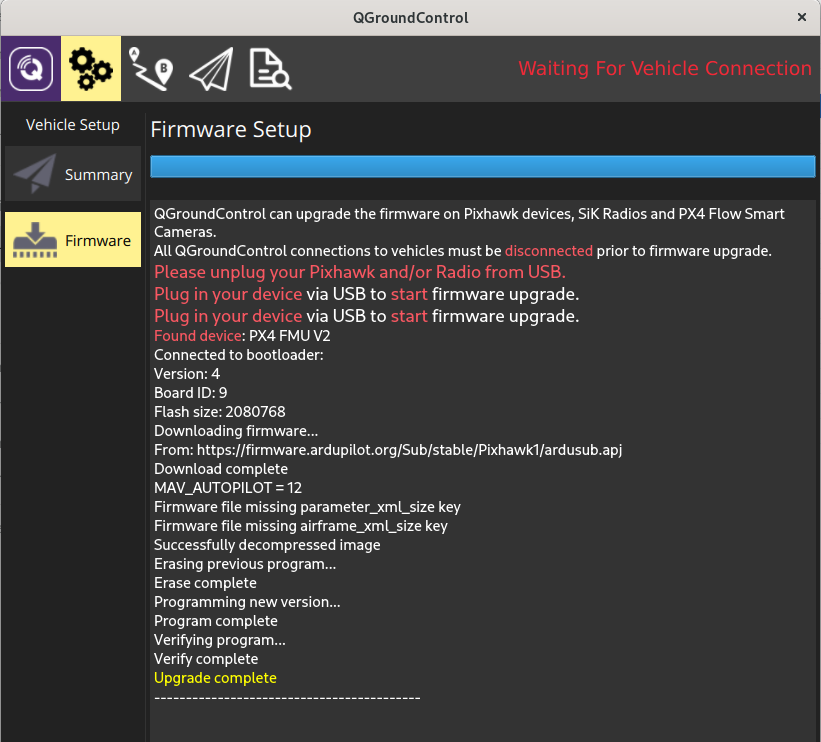 QGroundControl
×
A
B
Waiting For Vehicle Connection
Vehicle Setup
Firmware Setup
Summary
Firmware
QGroundControl can upgrade the firmware on Pixhawk devices, SiK Radios and PX4 Flow Smart
Cameras.
All QGroundControl connections to vehicles must be disconnected prior to firmware upgrade.
Please unplug your Pixhawk and/or Radio from USB.
Plug in your device via USB to start firmware upgrade.
Plug in your device via USB to start firmware upgrade.
Found device: PX4 FMU V2
Connected to bootloader:
Version: 4
Board ID: 9
Flash size: 2080768
Downloading firmware...
From: https://firmware.ardupilot.org/Sub/stable/Pixhawk1/ardusub.apj
Download complete
MAV_AUTOPILOT = 12
Firmware file missing parameter_xml_size key
Firmware file missing airframe_xml_size key
Successfully decompressed image
Erasing previous program...
Erase complete
Programming new version...
Program complete
Verifying program...
Verify complete
Upgrade complete
------------------------------------------